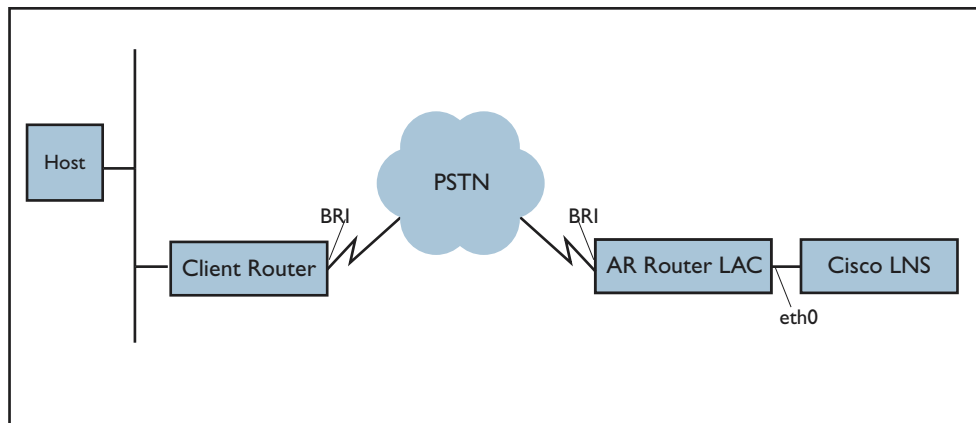 Host
PSTN
BRI
BRI
Client Router
AR Router LAC
Cisco LNS
eth0